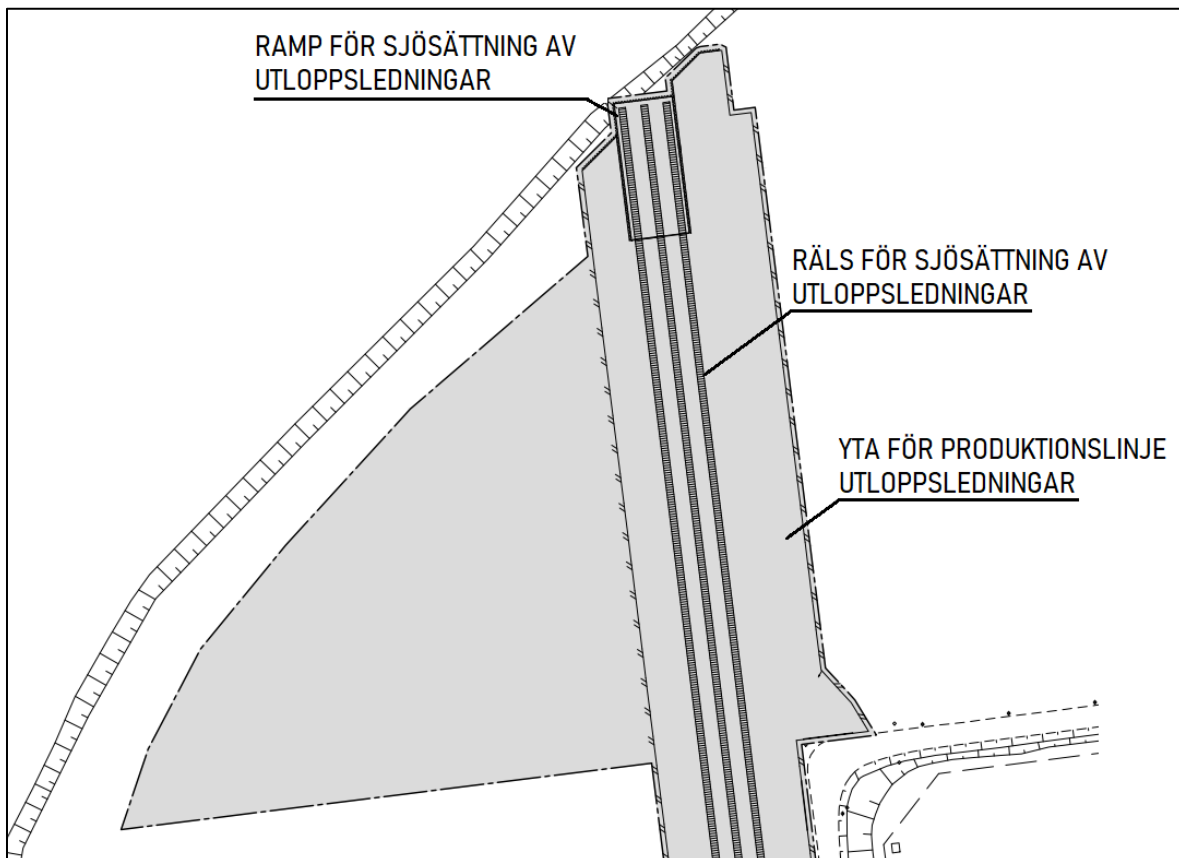 RAMP FÖR SJÖSÄTTNING AV
UTLOPPSLEDNINGAR
RÄLS FÖR SJÖSÄTTNING AV
UTLOPPSLEDNINGAR
YTA FÖR PRODUKTIONSLINJE
UTLOPPSLEDNINGAR